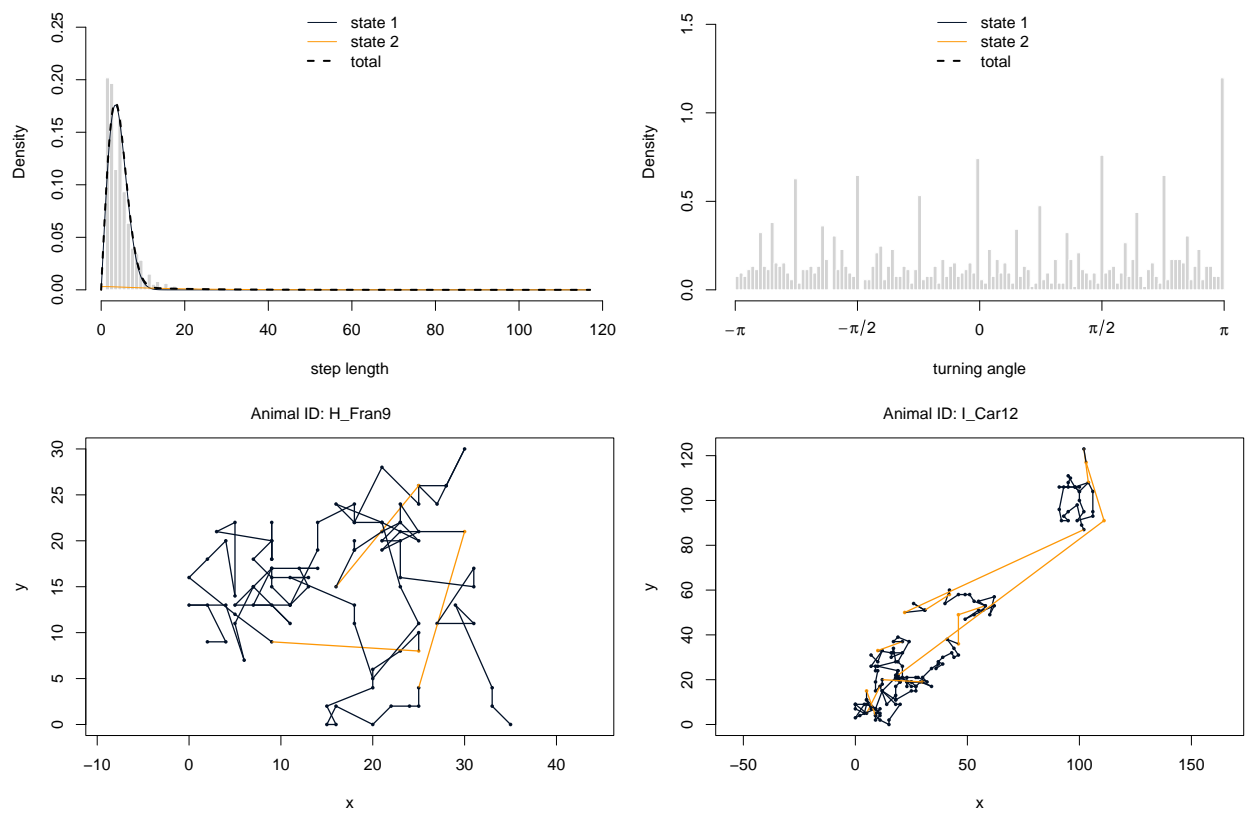 state 1
state 2
total
Density
0.00 0.05 0.10 0.15 0.20 0.25
0 20 40 60 80 100 120
step length
state 1
state 2
total
Density
0.0 0.5 1.0 1.5
−π −π/2 0 π/2 π
turning angle
Animal ID: H_Fran9
y
0 5 10 15 20 25 30
−10 0 10 20 30 40
x
Animal ID: I_Car12
y
0 20 40 60 80 100 120
−50 0 50 100 150
x